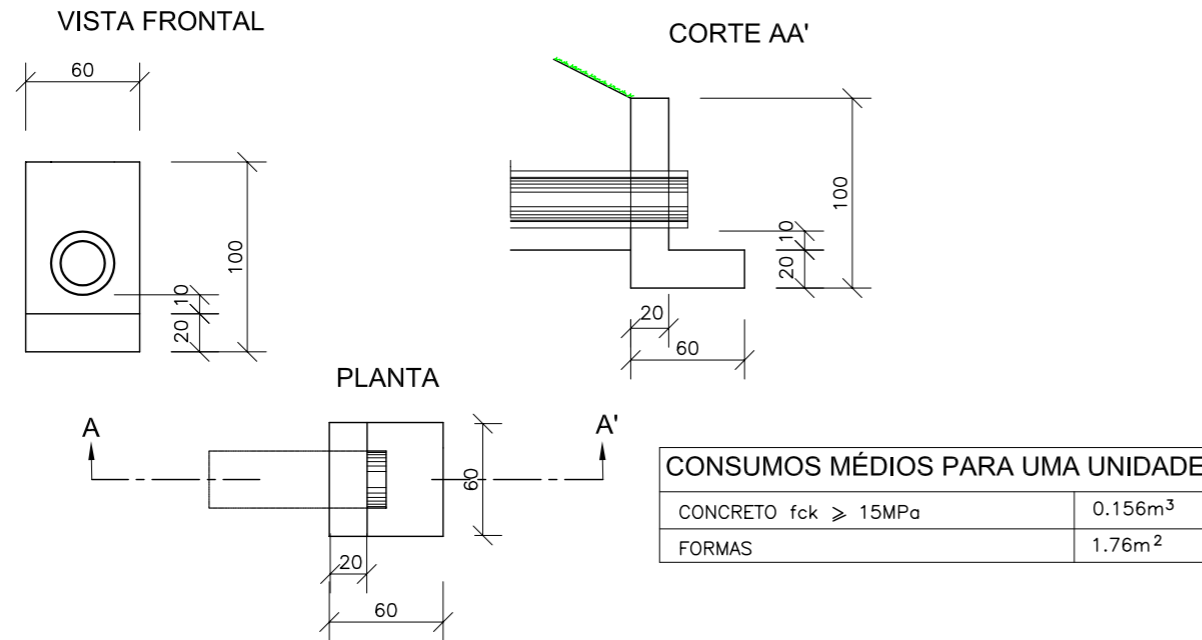 VISTA FRONTAL
60
100
10
20
CORTE AA'
100
10
20
20
60
PLANTA
A
A'
60
20
60
CONSUMOS MÉDIOS PARA UMA UNIDADE
CONCRETO fck ⩾ 15MPa 0.156m³
FORMAS 1.76m²